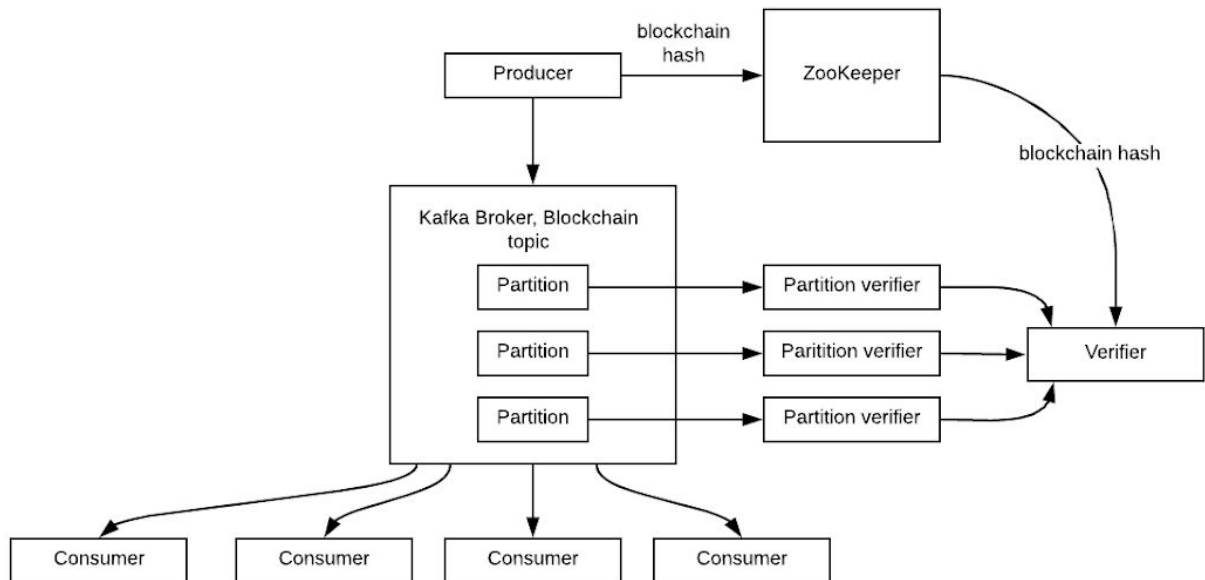 blockchain
hash
Producer
ZooKeeper
blockchain hash
Kafka Broker, Blockchain
topic
Partition
Partition verifier
Partition
Paritition verifier
Verifier
Partition
Partition verifier
Consumer
Consumer
Consumer
Consumer